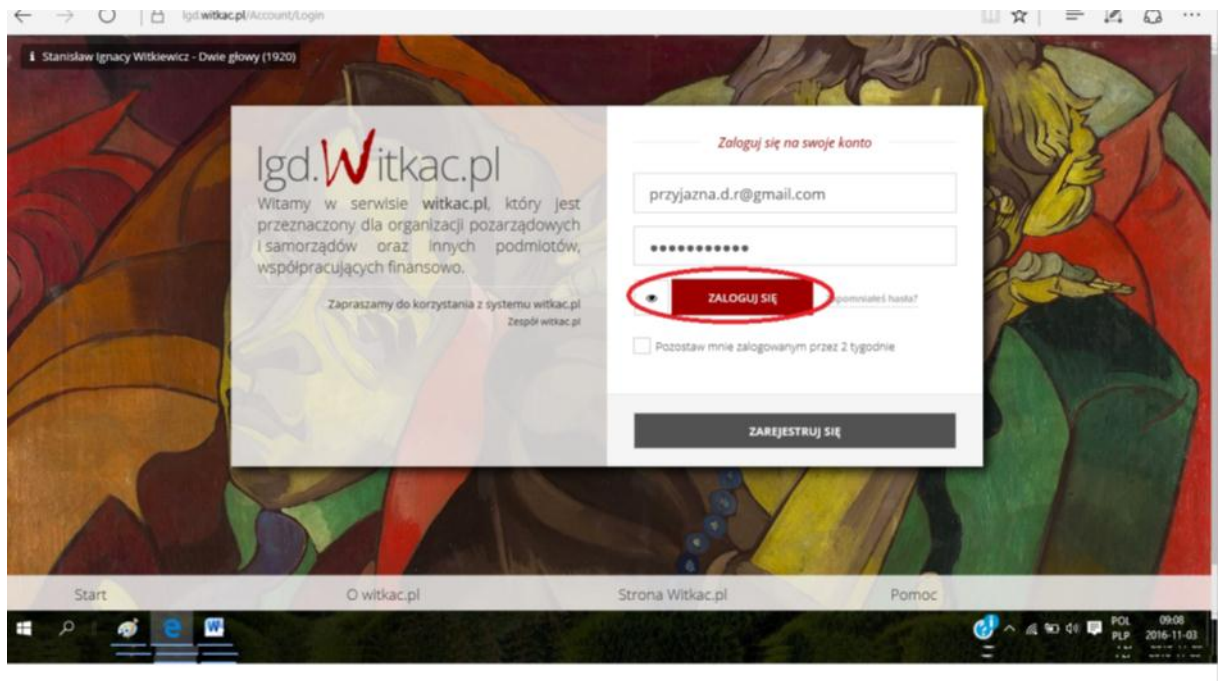 lgd.witkac.pl/Account/Login
i Stanisław Ignacy Witkiewicz - Dwie głowy (1920)
lgd.Witkac.pl
Witamy w serwisie witkac.pl, który jest
przeznaczony dla organizacji pozarządowych
i samorządów oraz innych podmiotów,
współpracujących finansowo.
Zapraszamy do korzystania z systemu witkac.pl
Zespół witkac.pl
Zaloguj się na swoje konto
przyjazna.d.r@gmail.com
ZALOGUJ SIĘ
hasła?
Pozostaw mnie zalogowanym przez 2 tygodnie
ZAREJESTRUJ SIĘ
Start
O witkac.pl
Strona Witkac.pl
Pomoc
POL 09:08
PLP 2016-11-03